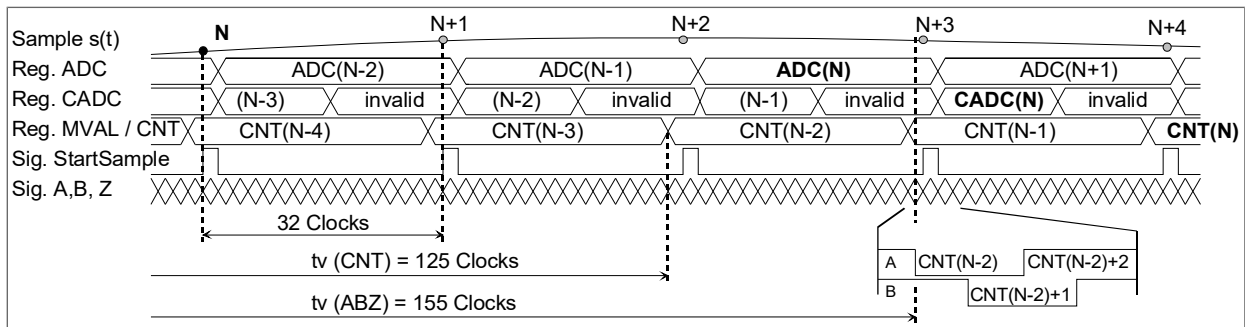 N N+1 N+2 N+3 N+4
Sample s(t)
Reg. ADC ADC(N-2) ADC(N-1) ADC(N) ADC(N+1)
Reg. CADC (N-3) invalid (N-2) invalid (N-1) invalid CADC(N) invalid
Reg. MVAL / CNT CNT(N-4) CNT(N-3) CNT(N-2) CNT(N-1) CNT(N)
Sig. StartSample
Sig. A,B, Z
32 Clocks
tv (CNT) = 125 Clocks
A CNT(N-2) CNT(N-2)+2
B CNT(N-2)+1
tv (ABZ) = 155 Clocks